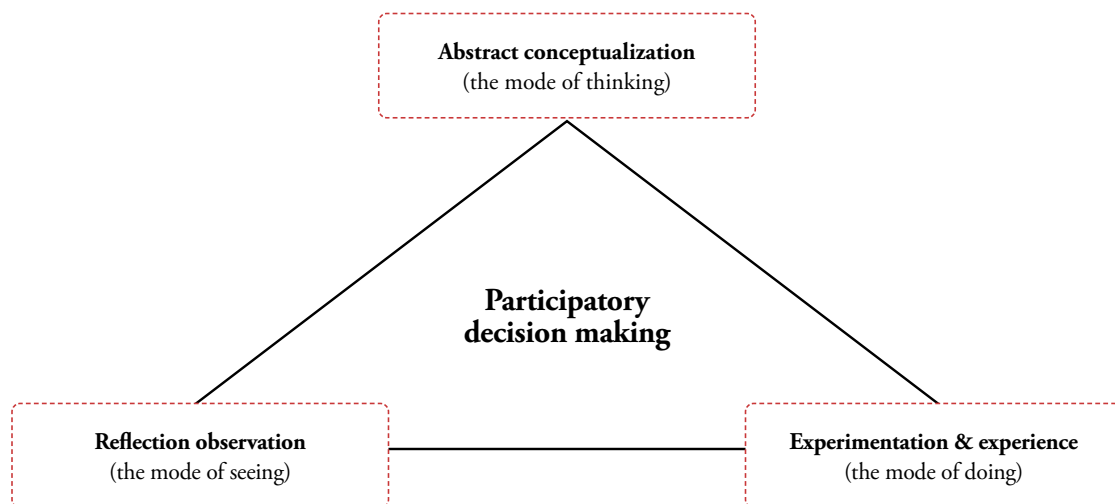 Abstract conceptualization
(the mode of thinking)
Participatory
decision making
Reflection observation
(the mode of seeing)
Experimentation & experience
(the mode of doing)